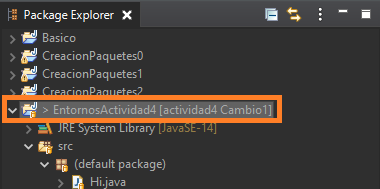 Package Explorer
Basico
CreacionPaquetes0
CreacionPaquetes1
CreacionPaquetes2
> EntornosActividad4 [actividad4 Cambio1]
JRE System Library [JavaSE-14]
src
(default package)
Hi.java